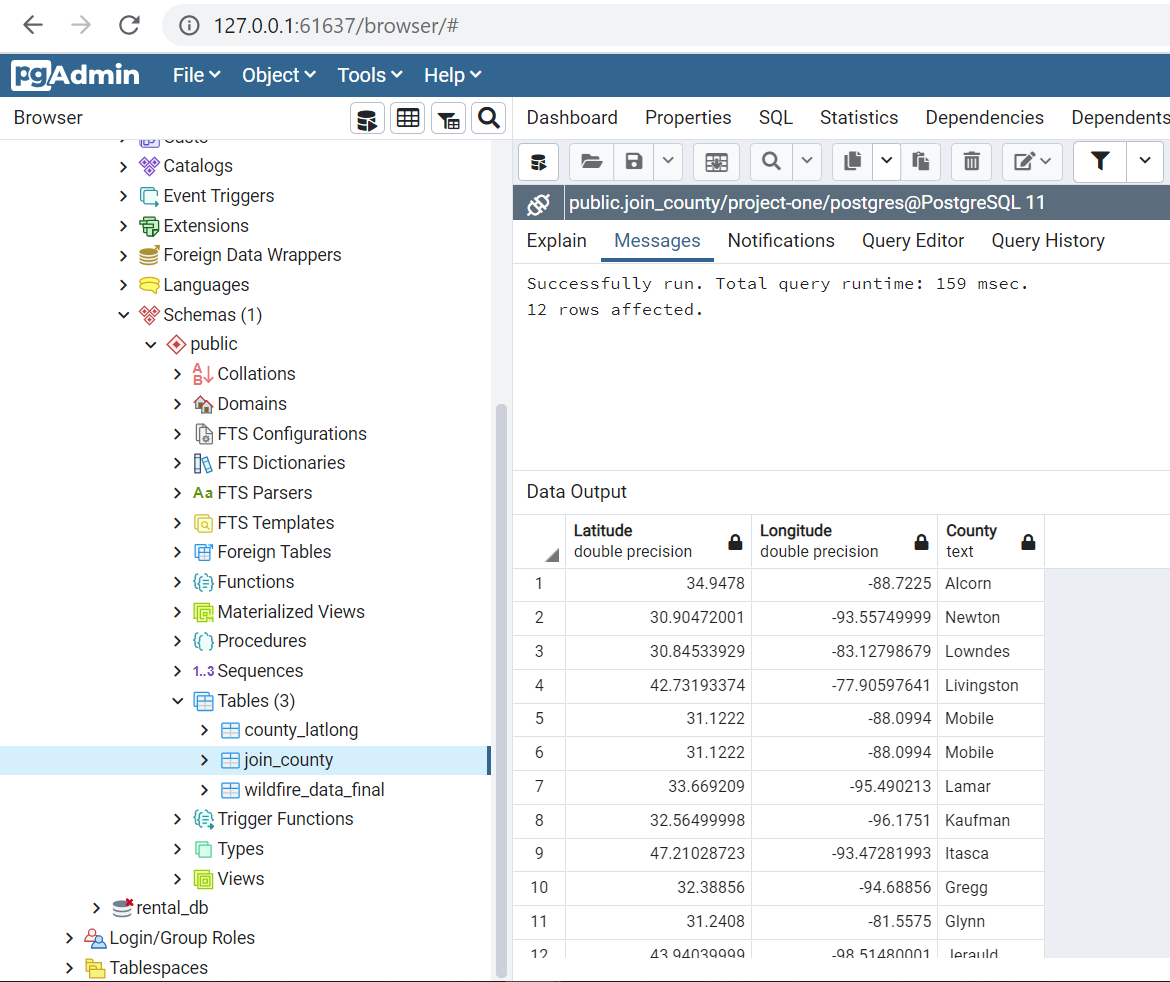 127.0.0.1:61637/browser/#
pgAdmin File Object Tools Help
Browser
Dashboard Properties SQL Statistics Dependencies Dependents
Casts
Catalogs
Event Triggers
Extensions
Foreign Data Wrappers
Languages
Schemas (1)
public
Collations
Domains
FTS Configurations
FTS Dictionaries
Aa FTS Parsers
FTS Templates
Foreign Tables
Functions
Materialized Views
Procedures
1..3 Sequences
Tables (3)
county_latlong
join_county
wildfire_data_final
Trigger Functions
Types
Views
rental_db
Login/Group Roles
Tablespaces
public.join_county/project-one/postgres@PostgreSQL 11
Explain Messages Notifications Query Editor Query History
Successfully run. Total query runtime: 159 msec.
12 rows affected.
Data Output
Latitude Longitude County
double precision double precision text
1 34.9478 -88.7225 Alcorn
2 30.90472001 -93.55749999 Newton
3 30.84533929 -83.12798679 Lowndes
4 42.73193374 -77.90597641 Livingston
5 31.1222 -88.0994 Mobile
6 31.1222 -88.0994 Mobile
7 33.669209 -95.490213 Lamar
8 32.56499998 -96.1751 Kaufman
9 47.21028723 -93.47281993 Itasca
10 32.38856 -94.68856 Gregg
11 31.2408 -81.5575 Glynn
12 43.94039999 -98.51480001 Jerauld